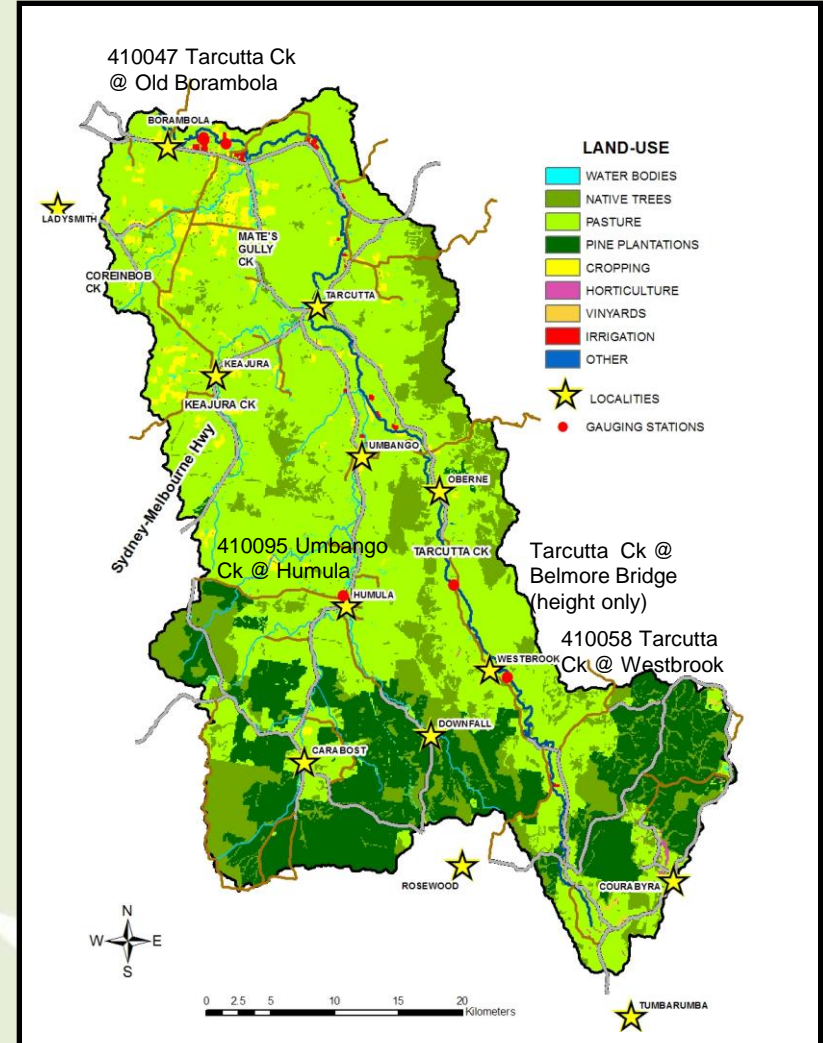 410047 Tarcutta Ck
@ Old Borambola
BORAMBOLA
LAND-USE
WATER BODIES
NATIVE TREES
PASTURE
PINE PLANTATIONS
CROPPING
HORTICULTURE
VINYARDS
IRRIGATION
OTHER
LOCALITIES
GAUGING STATIONS
LADYSMITH
MATE'S
GULLY
CK
COREINBOB
CK
TARCUTTA
KEAJURA
KEAJURA CK
UMBANGO
Sydney-Melbourne Hwy
OBERNE
TARCUTTA CK
410095 Umbango
Ck @ Humula
Tarcutta Ck @
Belmore Bridge
(height only)
HUMULA
410058 Tarcutta
Ck @ Westbrook
WESTBROOK
DOWNFALL
CARABOST
ROSEWOOD
COURABYRA
N
W E
S
0 2.5 5 10 15 20
Kilometers
TUMBARUMBA